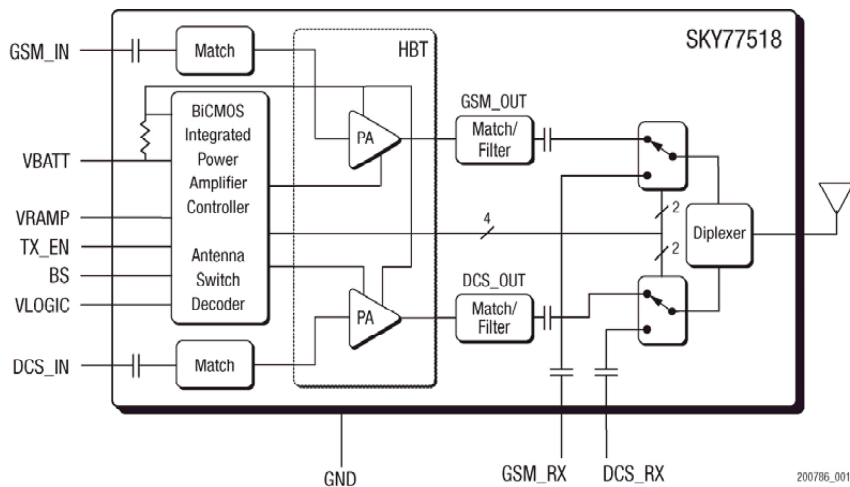 SKY77518
GSM_IN
Match
HBT
GSM_OUT
BiCMOS
Integrated
Power
Amplifier
Controller
Antenna
Switch
Decoder
PA
Match/
Filter
VBATT
VRAMP
TX_EN
BS
VLOGIC
4
2
2
Diplexer
DCS_OUT
PA
Match/
Filter
DCS_IN
Match
GND
GSM_RX
DCS_RX
200786_001